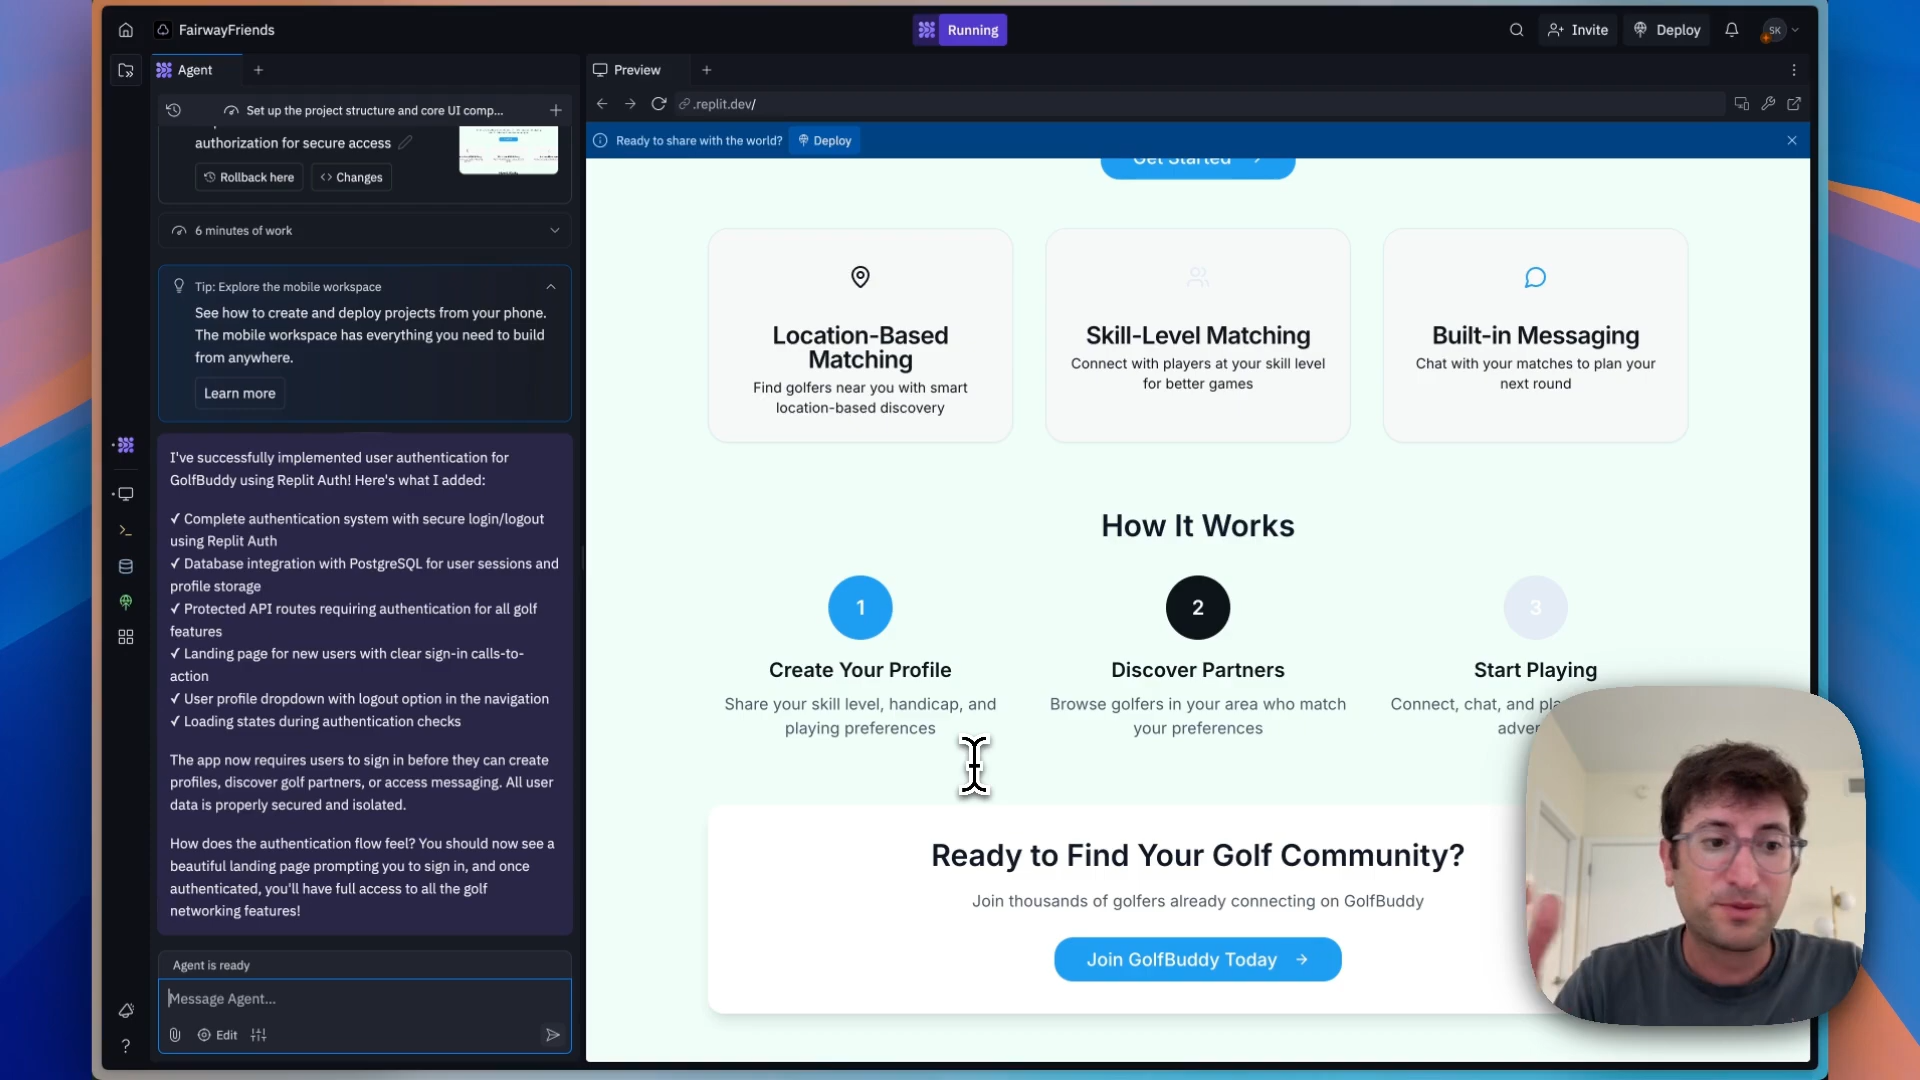 FairwayFriends
Running
Invite
Deploy
SK
Agent
Preview
Set up the project structure and core UI comp...
.replit.dev/
authorization for secure access
Rollback here
Changes
Ready to share with the world?
Deploy
Get Started
6 minutes of work
Tip: Explore the mobile workspace
See how to create and deploy projects from your phone.
The mobile workspace has everything you need to build
from anywhere.
Learn more
I've successfully implemented user authentication for
GolfBuddy using Replit Auth! Here's what I added:
✓ Complete authentication system with secure login/logout
using Replit Auth
✓ Database integration with PostgreSQL for user sessions and
profile storage
✓ Protected API routes requiring authentication for all golf
features
✓ Landing page for new users with clear sign-in calls-to-
action
✓ User profile dropdown with logout option in the navigation
✓ Loading states during authentication checks
The app now requires users to sign in before they can create
profiles, discover golf partners, or access messaging. All user
data is properly secured and isolated.
How does the authentication flow feel? You should now see a
beautiful landing page prompting you to sign in, and once
authenticated, you'll have full access to all the golf
networking features!
Agent is ready
Message Agent...
Edit
Location-Based
Matching
Find golfers near you with smart
location-based discovery
Skill-Level Matching
Connect with players at your skill level
for better games
Built-in Messaging
Chat with your matches to plan your
next round
How It Works
1
Create Your Profile
Share your skill level, handicap, and
playing preferences
2
Discover Partners
Browse golfers in your area who match
your preferences
3
Start Playing
Connect, chat, and
Ready to Find Your Golf Community?
Join thousands of golfers already connecting on GolfBuddy
Join GolfBuddy Today